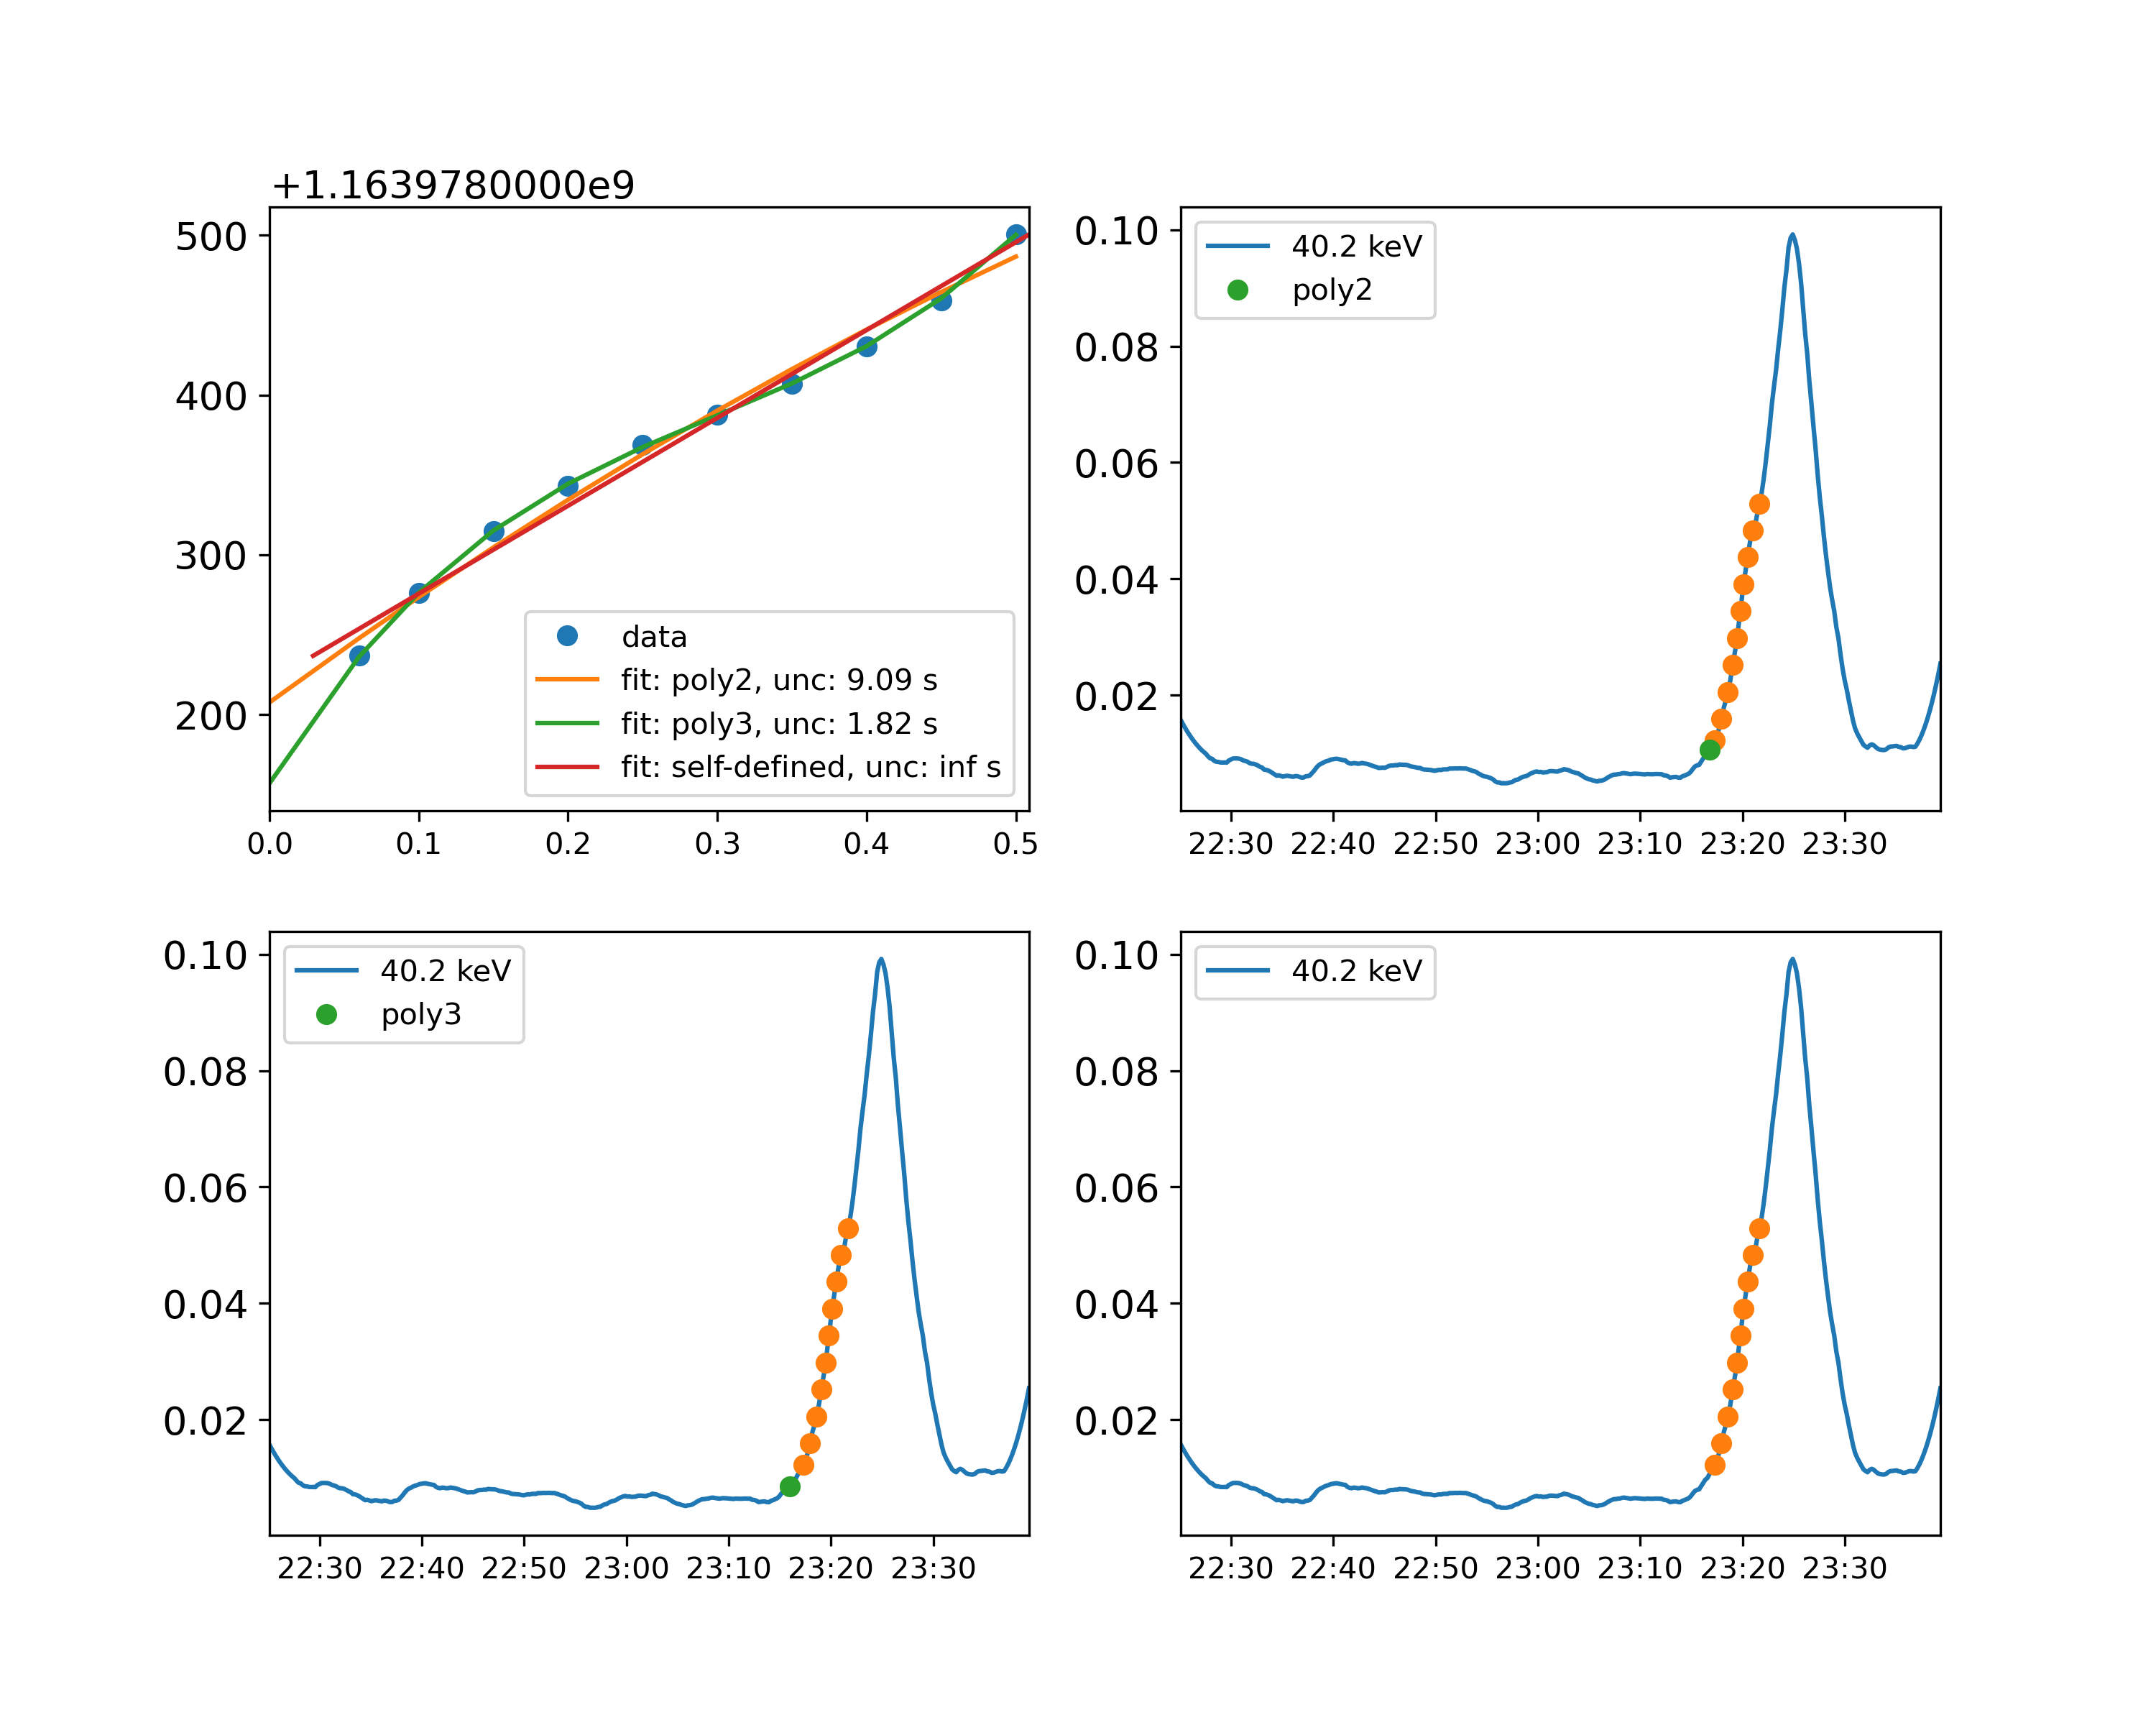 +1.1639780000e9
500
400
300
200
data
fit: poly2, unc: 9.09 s
fit: poly3, unc: 1.82 s
fit: self-defined, unc: inf s
0.0 0.1 0.2 0.3 0.4 0.5
0.10
0.08
0.06
0.04
0.02
40.2 keV
poly2
22:30 22:40 22:50 23:00 23:10 23:20 23:30
0.10
0.08
0.06
0.04
0.02
40.2 keV
poly3
22:30 22:40 22:50 23:00 23:10 23:20 23:30
0.10
0.08
0.06
0.04
0.02
40.2 keV
22:30 22:40 22:50 23:00 23:10 23:20 23:30